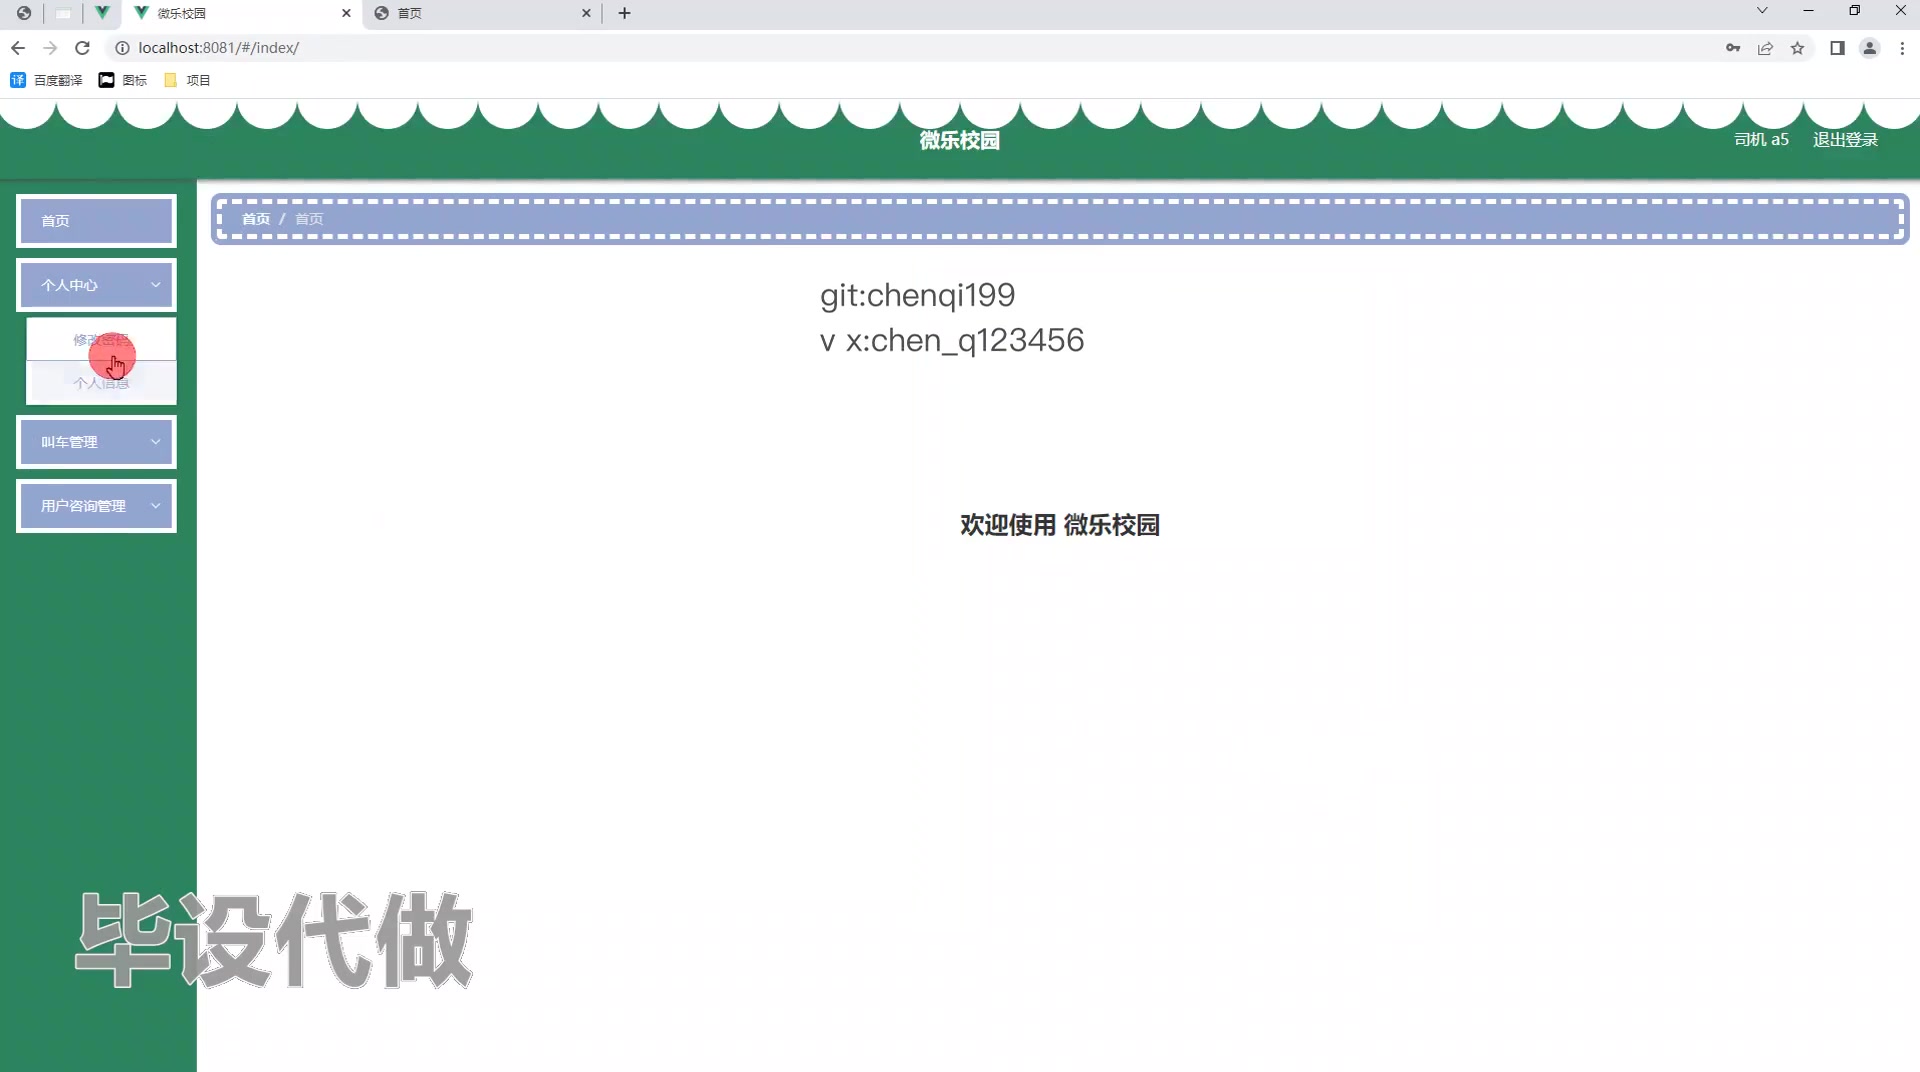 微乐校园
首页
localhost:8081/#/index/
百度翻译
图标
项目
微乐校园
司机 a5
退出登录
首页
首页 / 首页
个人中心
修改密码
个人信息
叫车管理
用户咨询管理
git:chenqi199
v x:chen_q123456
欢迎使用 微乐校园
毕设代做